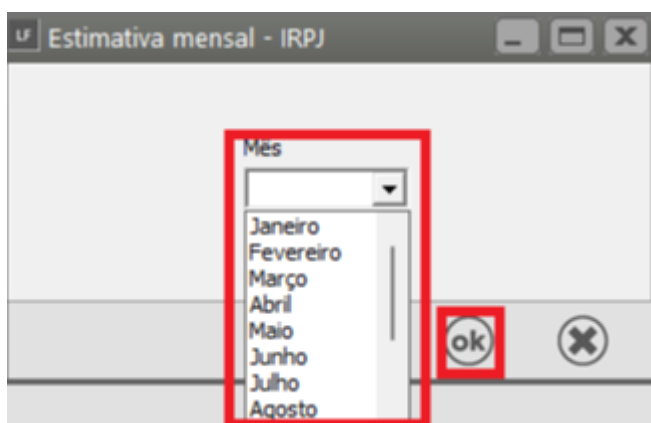 LF Estimativa mensal - IRPJ
Mês
Janeiro
Fevereiro
Março
Abril
Maio
Junho
Julho
Agosto
ok